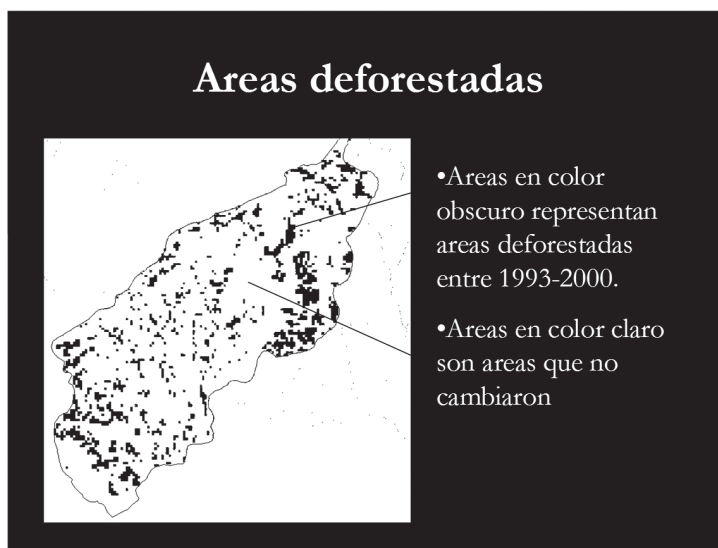 Areas deforestadas
•Areas en color
obscuro representan
areas deforestadas
entre 1993-2000.
•Areas en color claro
son areas que no
cambiaron